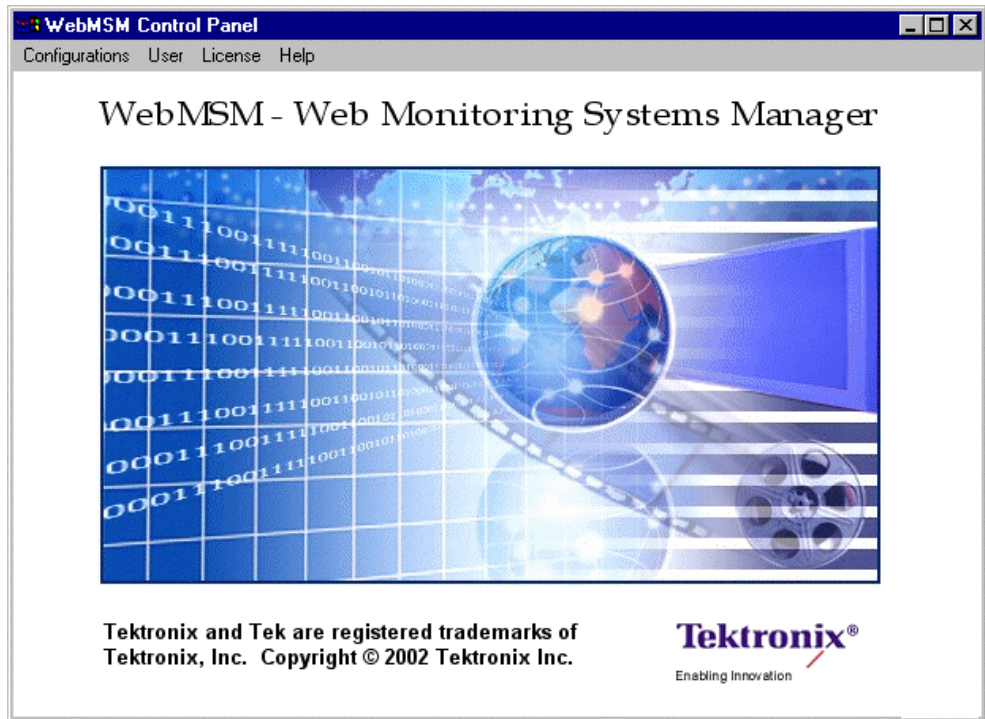 WebMSM Control Panel
Configurations User License Help
WebMSM - Web Monitoring Systems Manager
Tektronix and Tek are registered trademarks of
Tektronix, Inc. Copyright © 2002 Tektronix Inc.
Tektronix®
Enabling Innovation